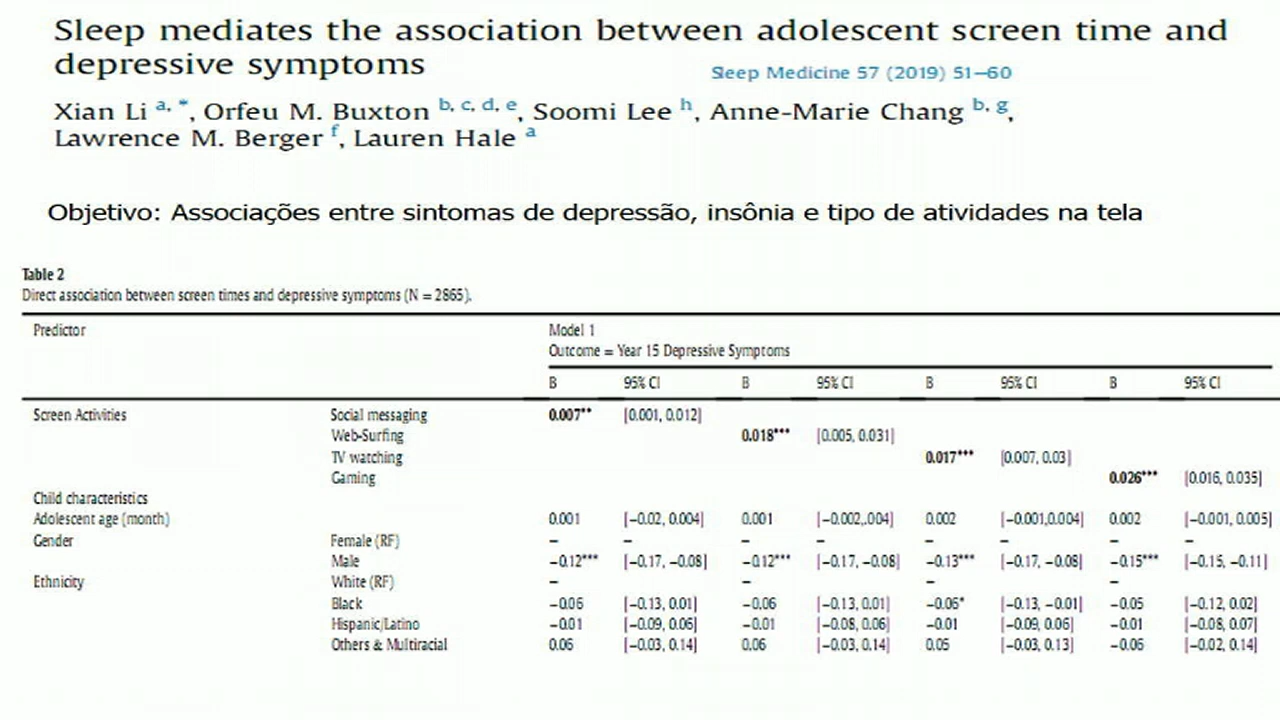 Sleep mediates the association between adolescent screen time and
depressive symptoms
Sleep Medicine 57 (2019) 51–60
Xian Li a, *, Orfeu M. Buxton b, c, d, e, Soomi Lee h, Anne-Marie Chang b, g,
Lawrence M. Berger f, Lauren Hale a
Objetivo: Associações entre sintomas de depressão, insônia e tipo de atividades na tela
Table 2
Direct association between screen times and depressive symptoms (N = 2865).
Predictor Model 1
Outcome = Year 15 Depressive Symptoms
B 95% CI B 95% CI B 95% CI B 95% CI
Screen Activities Social messaging 0.007** [0.001, 0.012]
Web-Surfing 0.018*** [0.005, 0.031]
TV watching 0.017*** [0.007, 0.03]
Gaming 0.026*** [0.016, 0.035]
Child characteristics
Adolescent age (month) 0.001 [−0.02, 0.004] 0.001 [−0.002,.004] 0.002 [−0.001,0.004] 0.002 [−0.001, 0.005]
Gender Female (RF) – – – – – – – –
Male −0.12*** [−0.17, −0.08] −0.12*** [−0.17, −0.08] −0.13*** [−0.17, −0.08] −0.15*** [−0.15, −0.11]
Ethnicity White (RF) – – – –
Black −0.06 [−0.13, 0.01] −0.06 [−0.13, 0.01] −0.06* [−0.13, −0.01] −0.05 [−0.12, 0.02]
Hispanic/Latino −0.01 [−0.09, 0.06] −0.01 [−0.08, 0.06] −0.01 [−0.09, 0.06] −0.01 [−0.08, 0.07]
Others & Multiracial 0.06 [−0.03, 0.14] 0.06 [−0.03, 0.14] 0.05 [−0.03, 0.13] −0.06 [−0.02, 0.14]